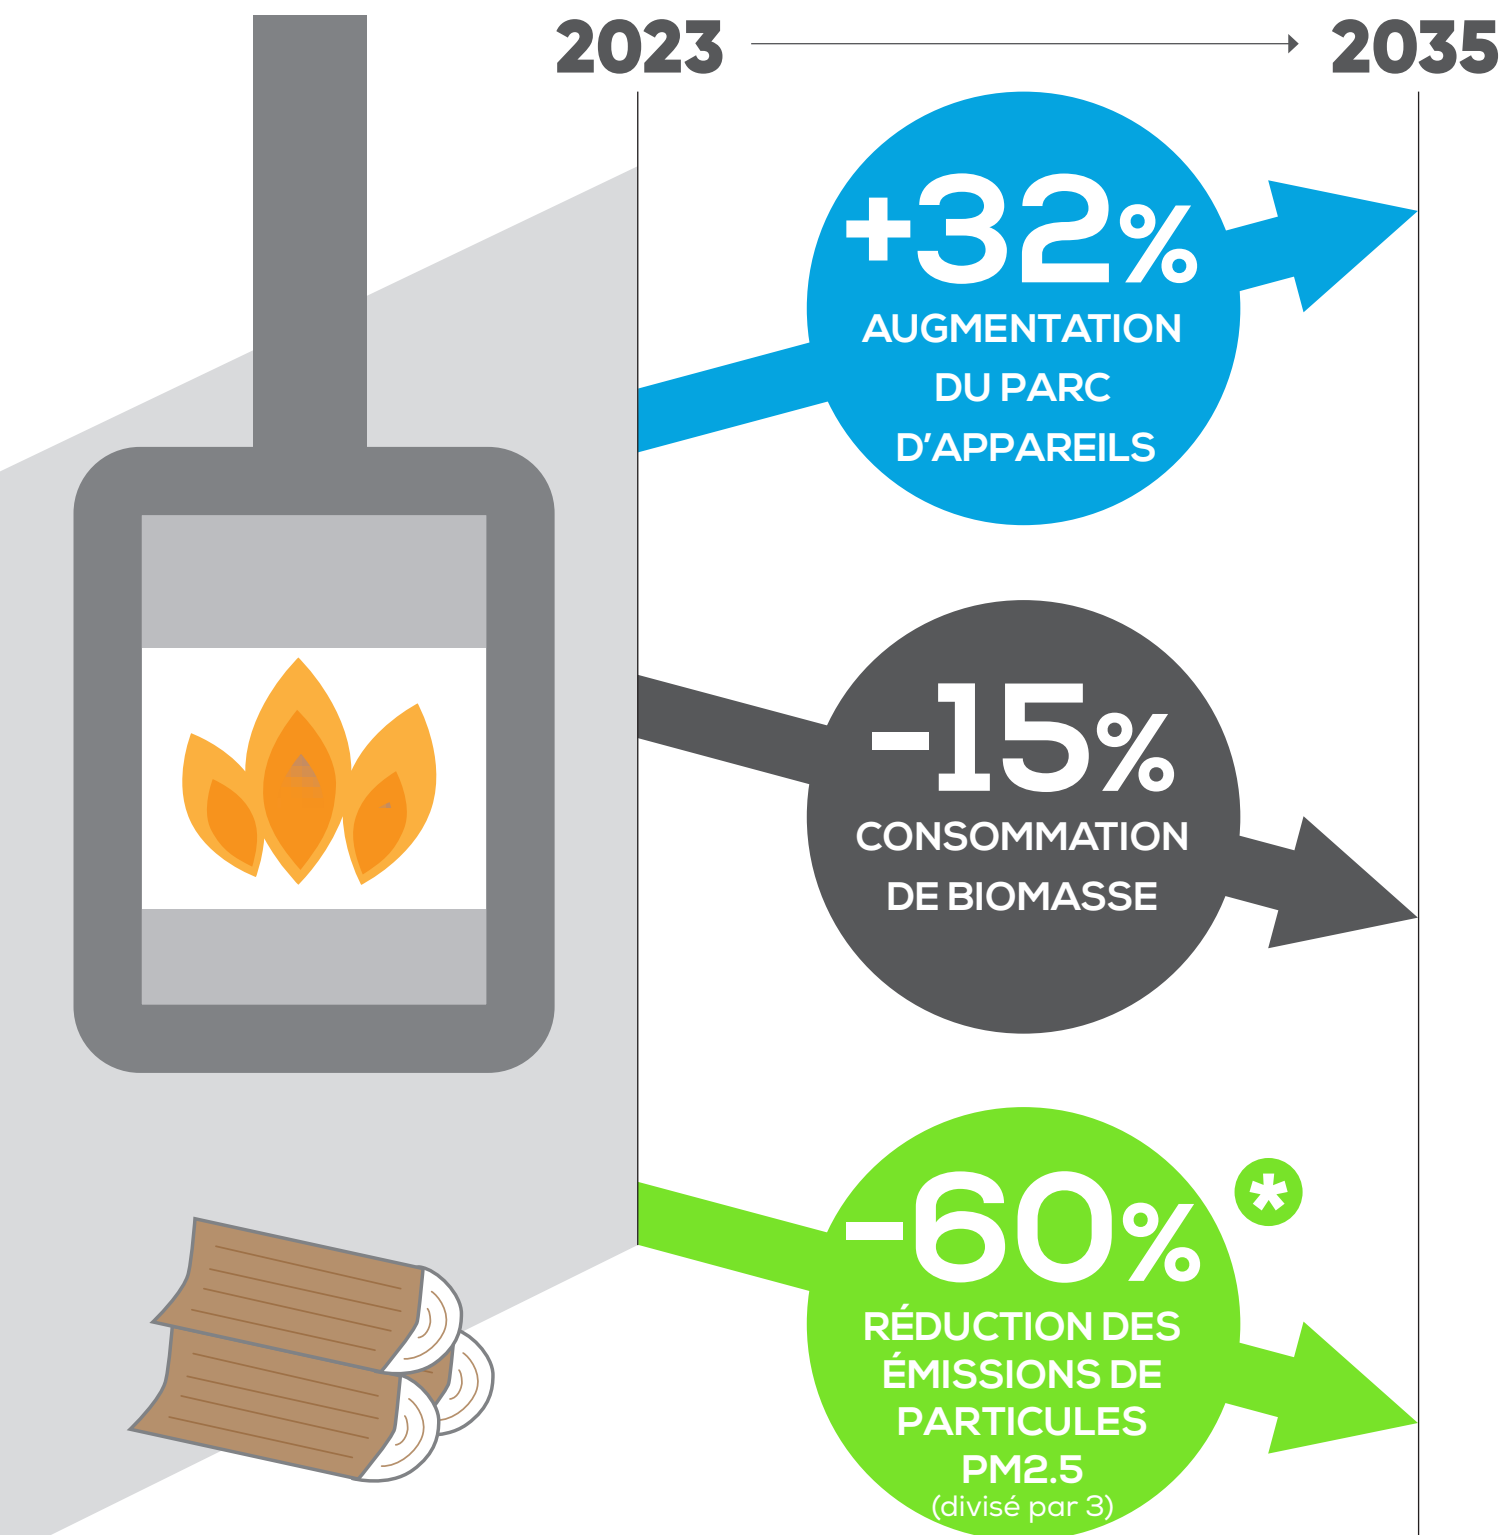 2023
2035
+32%
AUGMENTATION
DU PARC
D’APPAREILS
-15%
CONSOMMATION
DE BIOMASSE
-60% *
RÉDUCTION DES
ÉMISSIONS DE
PARTICULES
PM2.5
(divisé par 3)